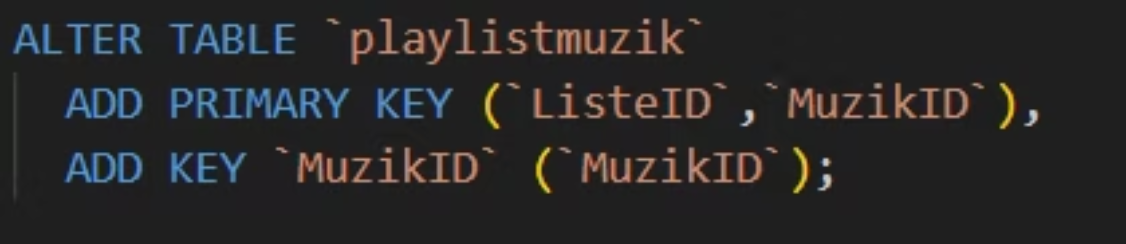 ALTER TABLE `playlistmuzik`
ADD PRIMARY KEY (`ListeID`,`MuzikID`),
ADD KEY `MuzikID` (`MuzikID`);